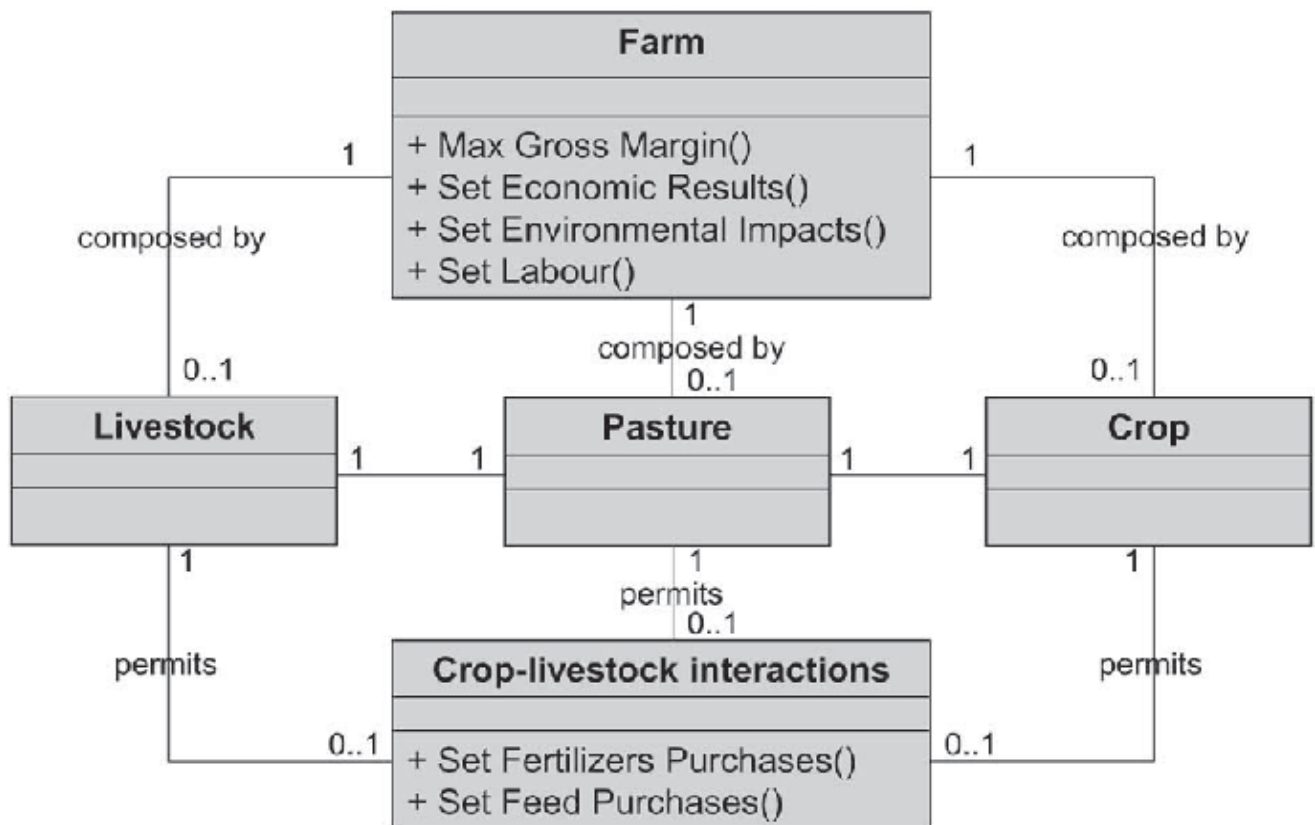 Farm
+ Max Gross Margin()
+ Set Economic Results()
+ Set Environmental Impacts()
+ Set Labour()
1
1
composed by
composed by
1
composed by
0..1
0..1
0..1
Livestock
Pasture
Crop
1
1
1
1
1
1
1
permits
0..1
permits
permits
Crop-livestock interactions
0..1
0..1
+ Set Fertilizers Purchases()
+ Set Feed Purchases()